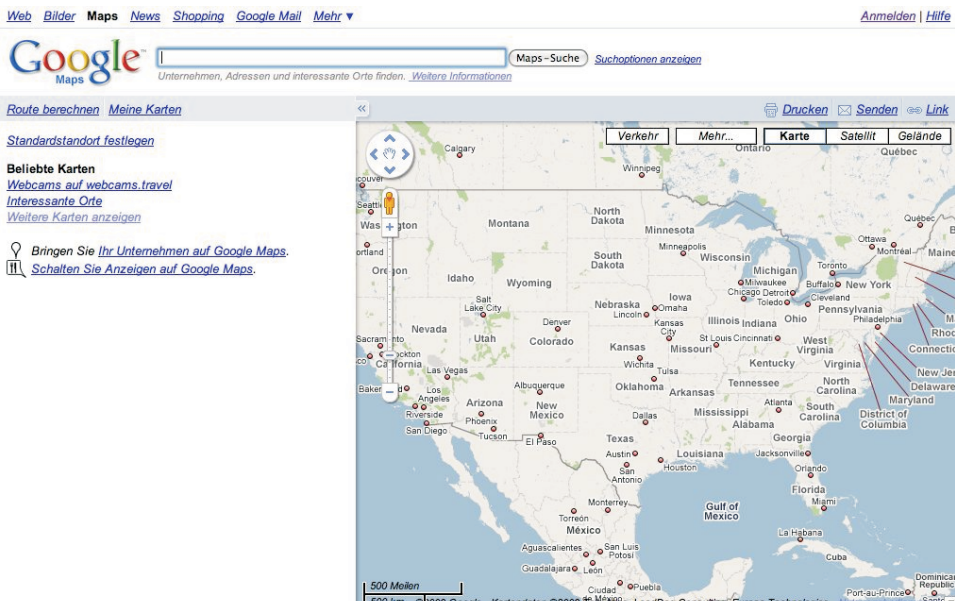 Web Bilder Maps News Shopping Google Mail Mehr ▼
Anmelden | Hilfe
Google
Maps
Maps-Suche
Suchoptionen anzeigen
Unternehmen, Adressen und interessante Orte finden. Weitere Informationen
Route berechnen Meine Karten
«
Drucken Senden Link
Standardstandort festlegen
Beliebte Karten
Webcams auf webcams.travel
Interessante Orte
Weitere Karten anzeigen
Bringen Sie Ihr Unternehmen auf Google Maps.
Schalten Sie Anzeigen auf Google Maps.
Verkehr Mehr... Karte Satellit Gelände
Calgary
Ontario
Québec
Winnipeg
Seattle
Washington
Montana
North
Dakota
Minnesota
Québec
Ottawa
Montréal
Maine
Minneapolis
Wisconsin
Oregon
Idaho
Wyoming
South
Dakota
Michigan
Toronto
Milwaukee
Buffalo
New York
Chicago
Detroit
Toledo
Cleveland
Salt
Lake City
Nebraska
Lincoln
Iowa
Omaha
Illinois
Indiana
Ohio
Pennsylvania
Philadelphia
Nevada
Utah
Denver
Colorado
Kansas
City
Sacramento
Stockton
California
Kansas
Missouri
St Louis
Cincinnati
West
Virginia
Wichita
Kentucky
Virginia
Las Vegas
Tulsa
Los
Angeles
Albuquerque
Oklahoma
Arkansas
Tennessee
North
Carolina
Delaware
Maryland
District of
Columbia
Riverside
Arizona
Phoenix
New
Mexico
Dallas
Mississippi
Alabama
Atlanta
South
Carolina
San Diego
Tucson
El Paso
Texas
Georgia
Austin
Louisiana
Jacksonville
San
Antonio
Houston
Orlando
Florida
Miami
Gulf of
Mexico
Monterrey
Torreón
México
La Habana
Cuba
Aguascalientes
San Luis
Potosí
Guadalajara
León
Ciudad
de México
Puebla
Port-au-Prince
500 Meilen
500 km